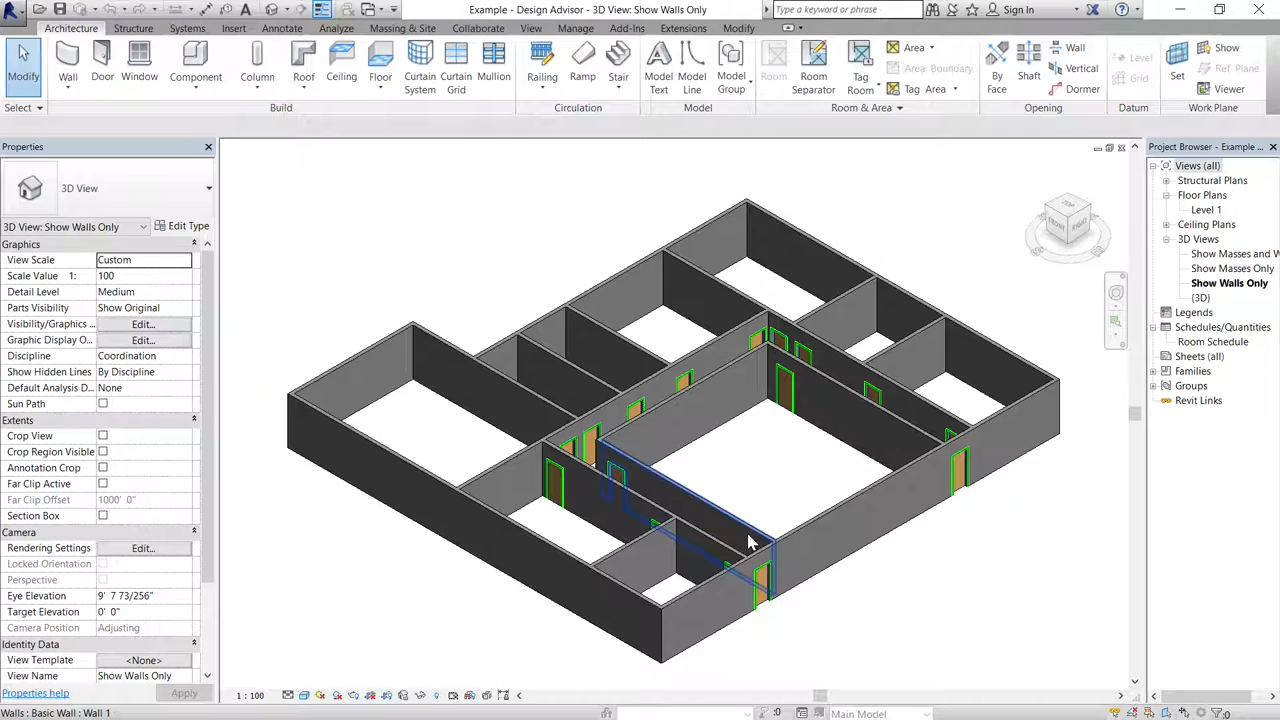 Example - Design Advisor - 3D View: Show Walls Only
Type a keyword or phrase
Sign In
Architecture Structure Systems Insert Annotate Analyze Massing & Site Collaborate View Manage Add-Ins Extensions Modify
Modify Wall Door Window Component Column Roof Ceiling Floor Curtain System Curtain Grid Mullion Railing Ramp Stair Model Text Model Line Model Group Room Room Separator Tag Room
Area
Area Boundary
Tag Area
By Face Shaft
Wall
Vertical
Dormer
Level
Grid
Set
Show
Ref Plane
Viewer
Select Build Circulation Model Room & Area Opening Datum Work Plane
Properties
3D View
3D View: Show Walls Only Edit Type
Graphics
View Scale Custom
Scale Value 1: 100
Detail Level Medium
Parts Visibility Show Original
Visibility/Graphics ... Edit...
Graphic Display O... Edit...
Discipline Coordination
Show Hidden Lines By Discipline
Default Analysis D... None
Sun Path
Extents
Crop View
Crop Region Visible
Annotation Crop
Far Clip Active
Far Clip Offset 1000' 0"
Section Box
Camera
Rendering Settings Edit...
Locked Orientation
Perspective
Eye Elevation 9' 7 73/256"
Target Elevation 0' 0"
Camera Position Adjusting
Identity Data
View Template <None>
View Name Show Walls Only
Properties help Apply
TOP
FRONT
RIGHT
1 : 100
Project Browser - Example ...
Views (all)
Structural Plans
Floor Plans
Level 1
Ceiling Plans
3D Views
Show Masses and W
Show Masses Only
Show Walls Only
{3D}
Legends
Schedules/Quantities
Room Schedule
Sheets (all)
Families
Groups
Revit Links
Walls : Basic Wall : Wall 1
:0
Main Model
:0